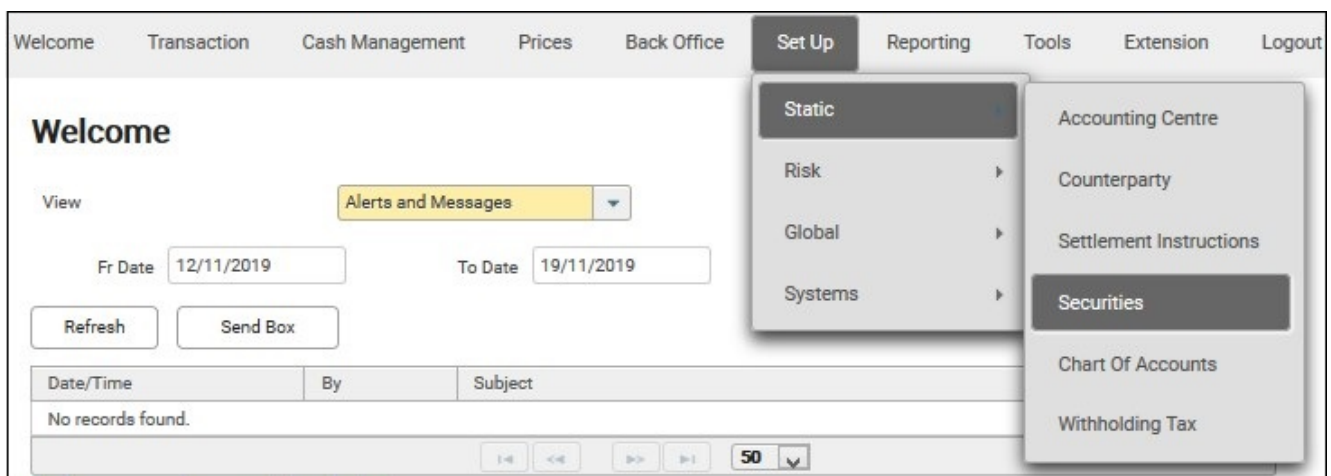 Welcome Transaction Cash Management Prices Back Office Set Up Reporting Tools Extension Logout
Static
Risk
Global
Systems
Accounting Centre
Counterparty
Settlement Instructions
Securities
Chart Of Accounts
Withholding Tax
Welcome
View Alerts and Messages
Fr Date 12/11/2019 To Date 19/11/2019
Refresh Send Box
Date/Time By Subject
No records found.
50